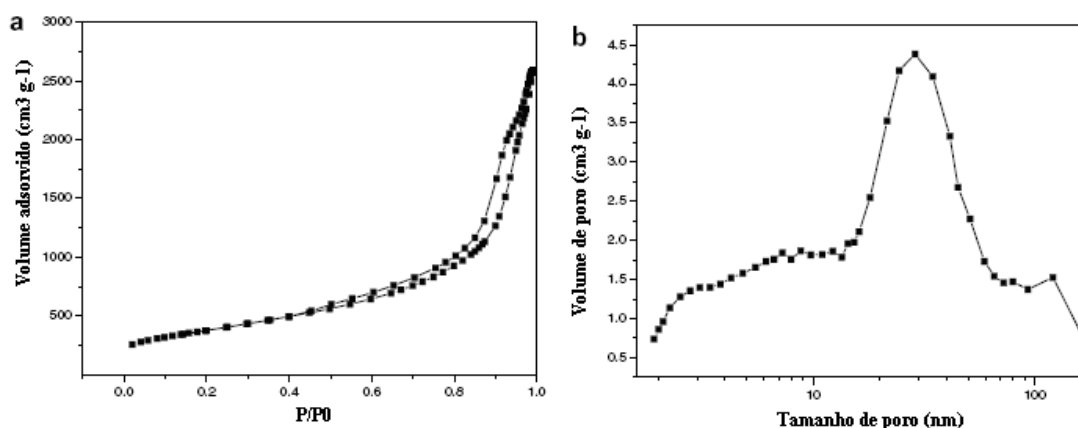 a
Volume adsorvido (cm3 g-1)
3000
2500
2000
1500
1000
500
0.0 0.2 0.4 0.6 0.8 1.0
P/P0
b
Volume de poro (cm3 g-1)
4.5
4.0
3.5
3.0
2.5
2.0
1.5
1.0
0.5
10 100
Tamanho de poro (nm)